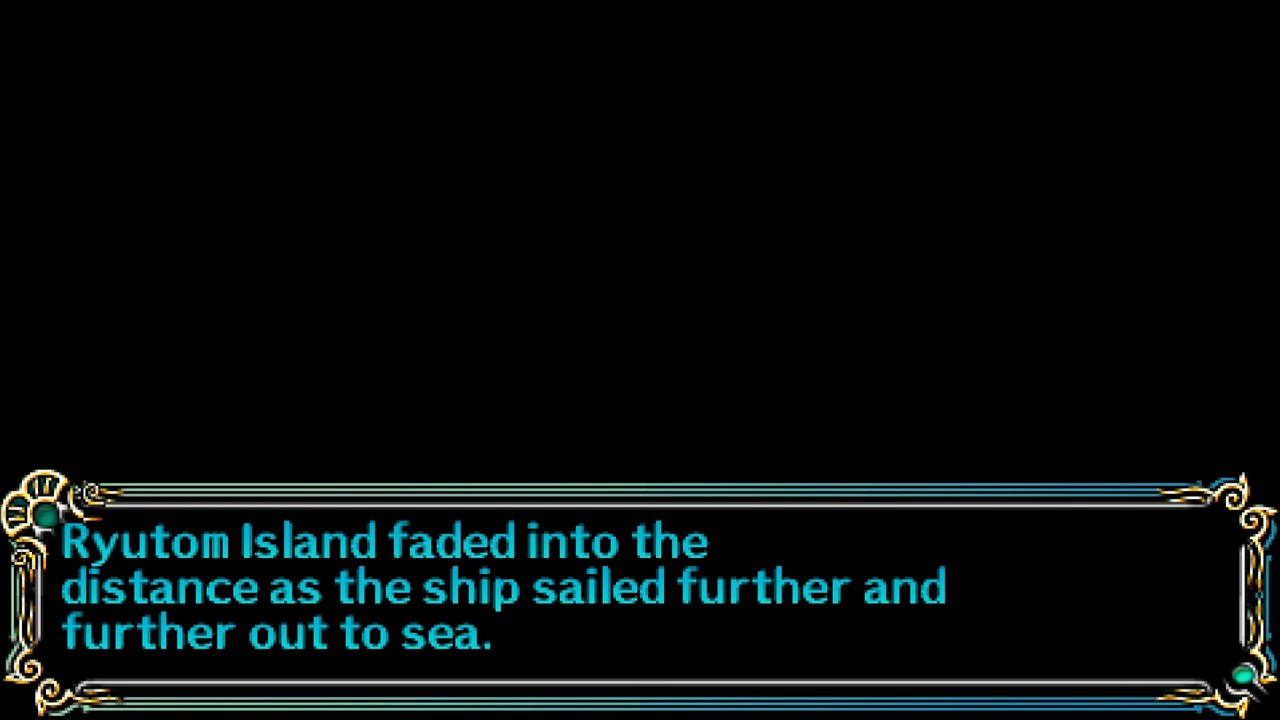 Ryutom Island faded into the
distance as the ship sailed further and
further out to sea.